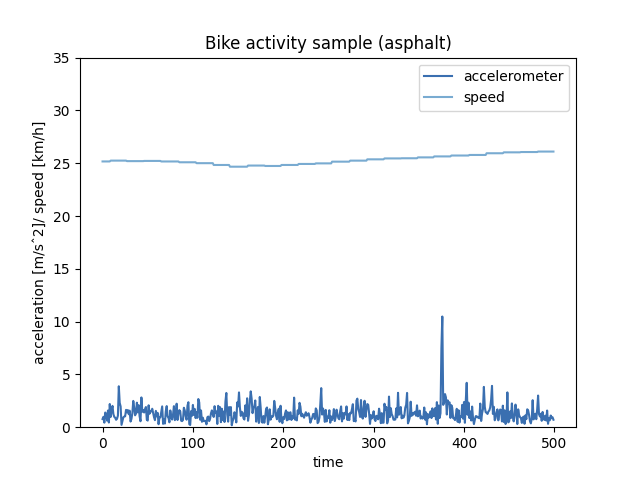 Bike activity sample (asphalt)
accelerometer
speed
acceleration [m/sˆ2]/ speed [km/h]
35
30
25
20
15
10
5
0
0 100 200 300 400 500
time